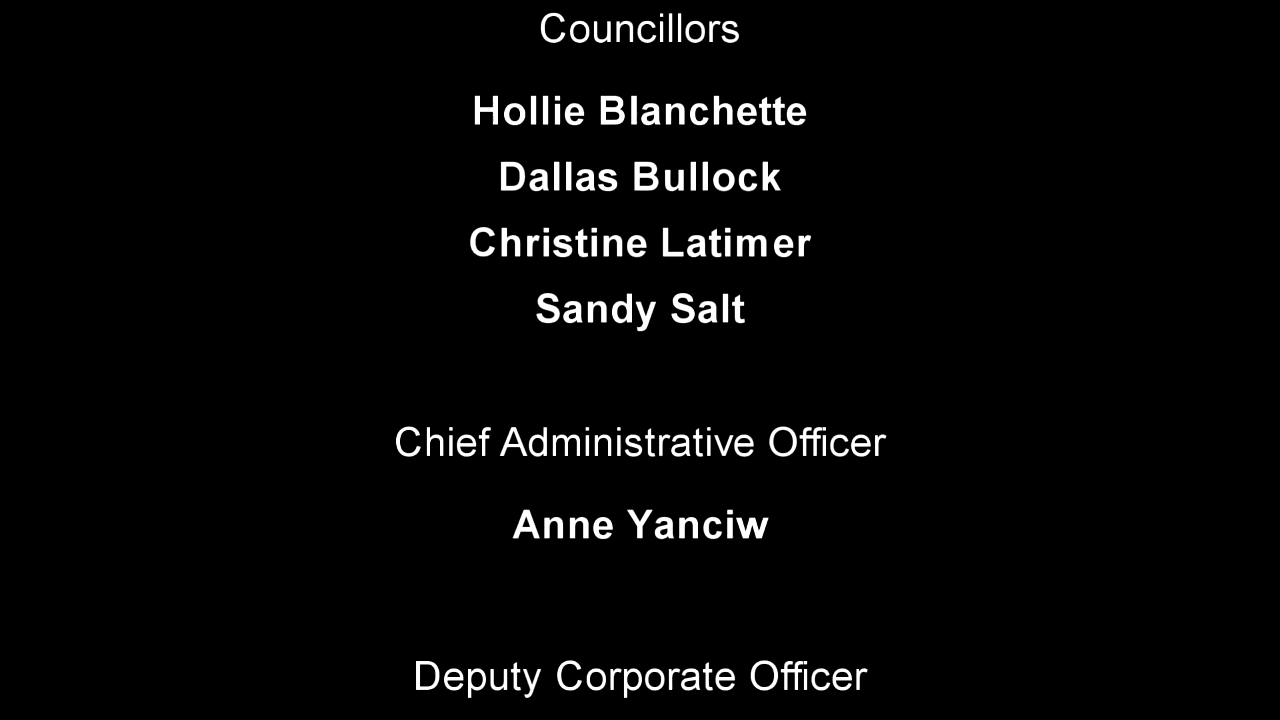 Councillors
Hollie Blanchette
Dallas Bullock
Christine Latimer
Sandy Salt
Chief Administrative Officer
Anne Yanciw
Deputy Corporate Officer